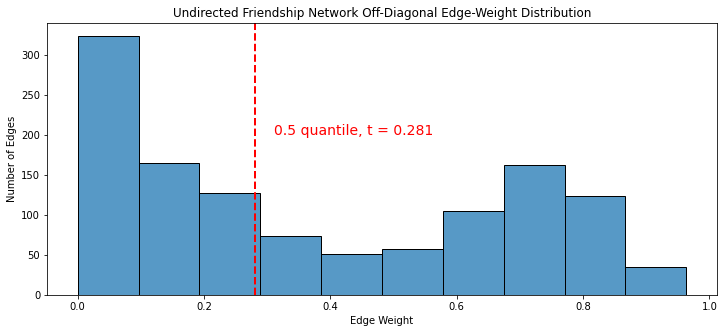 Undirected Friendship Network Off-Diagonal Edge-Weight Distribution
300
250
200
150
100
50
0
Number of Edges
0.5 quantile, t = 0.281
0.0 0.2 0.4 0.6 0.8 1.0
Edge Weight